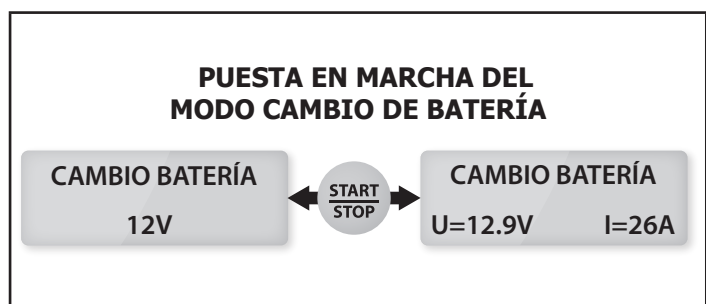 PUESTA EN MARCHA DEL
MODO CAMBIO DE BATERÍA
CAMBIO BATERÍA
12V
START
STOP
CAMBIO BATERÍA
U=12.9V I=26A